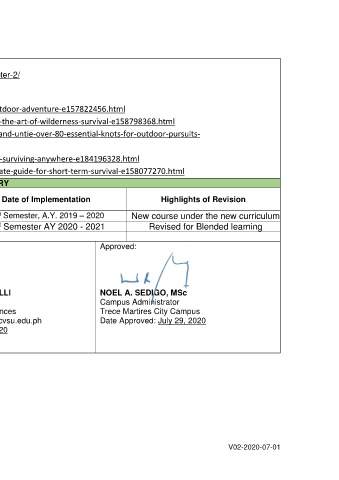 ter-2/
tdoor-adventure-e157822456.html
-the-art-of-wilderness-survival-e158798368.html
and-untie-over-80-essential-knots-for-outdoor-pursuits-
-surviving-anywhere-e184196328.html
ate-guide-for-short-term-survival-e158077270.html
RY
Date of Implementation Highlights of Revision
Semester, A.Y. 2019 – 2020 New course under the new curriculum
Semester AY 2020 - 2021 Revised for Blended learning
Approved:
LLI NOEL A. SEDIGO, MSc
Campus Administrator
nces Trece Martires City Campus
cvsu.edu.ph Date Approved: July 29, 2020
20
V02-2020-07-01